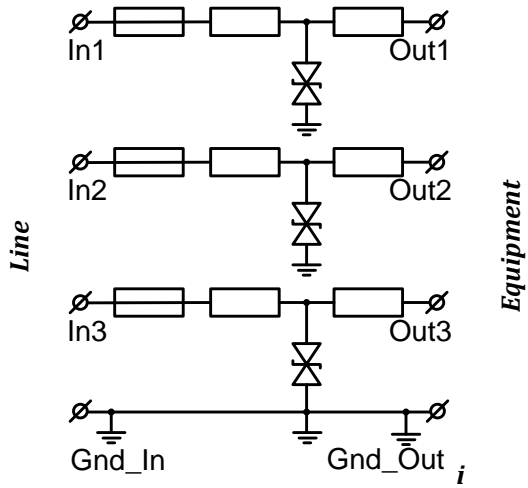 In1
Out1
In2
Out2
Line
Equipment
In3
Out3
Gnd_In
Gnd_Out
i